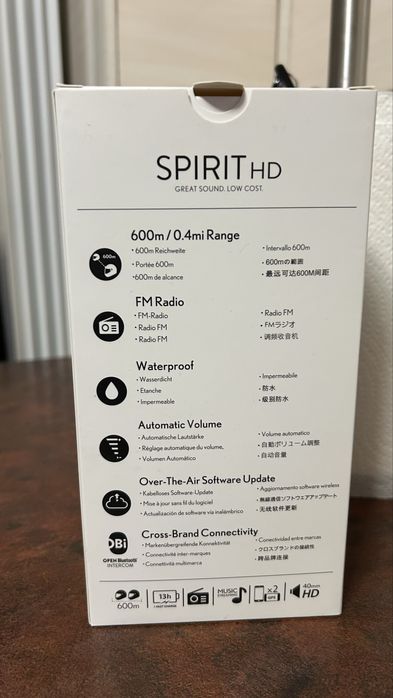 SPIRIT HD
GREAT SOUND. LOW COST.
600m
600m / 0.4mi Range
• 600m Reichweite
• Portée 600m
•600m de alcance
• Intervallo 600m
• 600mの範囲
• 最远可达600M间距
FM Radio
• FM-Radio
• Radio FM
• Radio FM
• Radio FM
• FMラジオ
• 调频收音机
Waterproof
• Wasserdicht
• Etanche
• Impermeable
• Impermeabile
• 防水
• 级别防水
Automatic Volume
• Automatische Lautstärke
• Réglage automatique du volume,
• Volumen Automático
• Volume automatico
• 自動ボリューム調整
• 自动音量
Over-The-Air Software Update
• Kabelloses Software-Update
• Mise à jour sans fil du logiciel
• Actualización de software vía inalámbrico
• Aggiornamento software wireless
• 無線通信ソフトウエアアップデート
• 无线软件更新
OBi
OPEN Bluetooth
INTERCOM
Cross-Brand Connectivity
• Markenübergreifende Konnektivität
• Connectivité inter-marques
• Connettività multimarca
• Conectividad entre marcas
• クロスブランドの接続性
• 跨品牌连接
600m
13h
FAST CHARGE
MUSIC
STREAMING
x2
GPS
40mm
HD